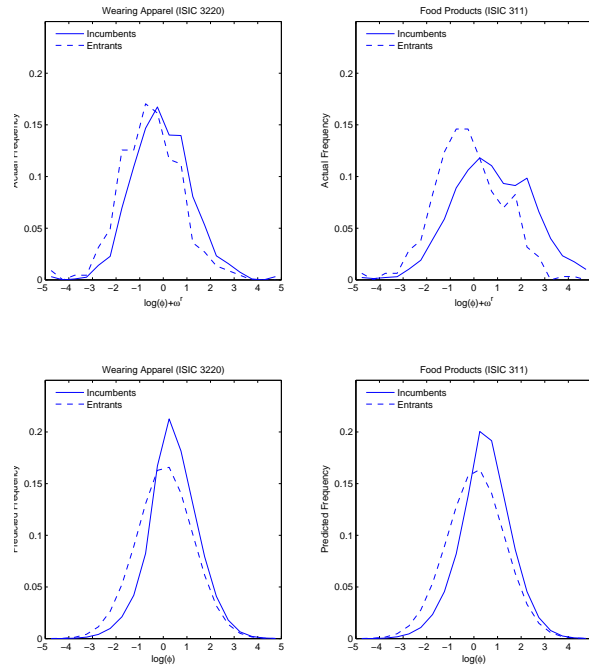 Wearing Apparel (ISIC 3220)
Incumbents
Entrants
0.2
0.15
0.1
0.05
0
Actual Frequency
−5 −4 −3 −2 −1 0 1 2 3 4 5
log(ϕ)+ω^r
Food Products (ISIC 311)
Incumbents
Entrants
0.2
0.15
0.1
0.05
0
Actual Frequency
−5 −4 −3 −2 −1 0 1 2 3 4
log(ϕ)+ω^r
Wearing Apparel (ISIC 3220)
Incumbents
Entrants
0.2
0.15
0.1
0.05
0
Predicted Frequency
−5 −4 −3 −2 −1 0 1 2 3 4 5
log(ϕ)
Food Products (ISIC 311)
Incumbents
Entrants
0.2
0.15
0.1
0.05
0
Predicted Frequency
−5 −4 −3 −2 −1 0 1 2 3 4
log(ϕ)